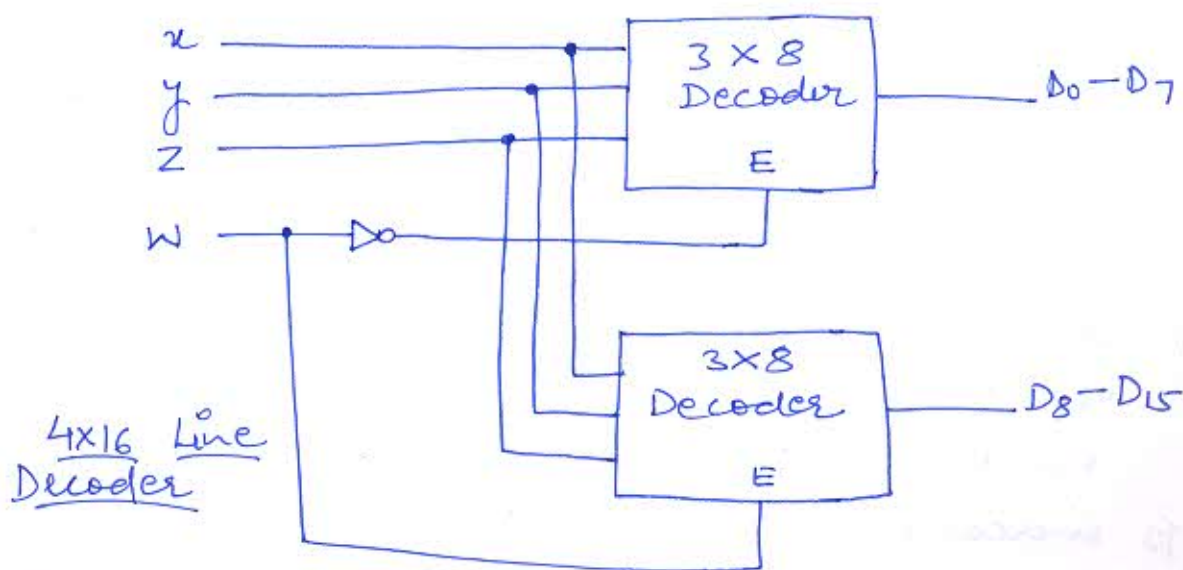 x
y
z
w
3 X 8
Decoder
E
D0-D7
3X8
Decoder
E
D8-D15
4X16 Line
Decoder